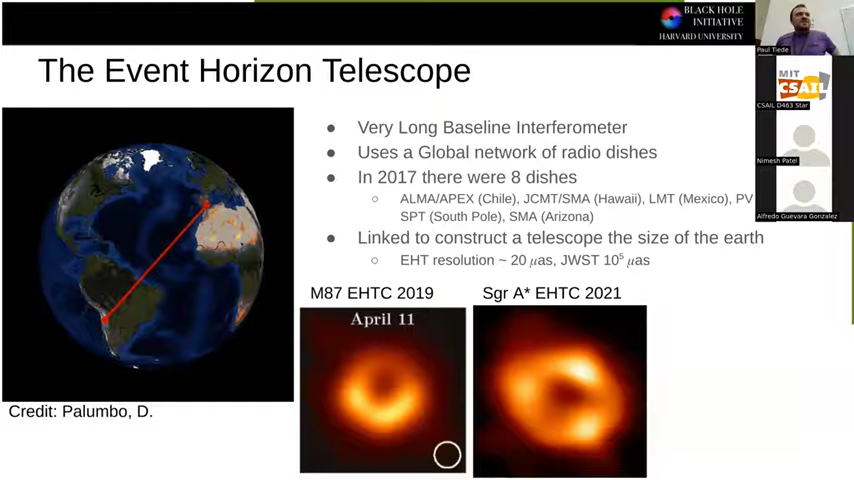 BLACK HOLE
INITIATIVE
HARVARD UNIVERSITY
Paul Tiede
MIT
CSAIL
CSAIL D463 Star
Nimesh Patel
Alfredo Guevara Gonzalez
The Event Horizon Telescope
● Very Long Baseline Interferometer
● Uses a Global network of radio dishes
● In 2017 there were 8 dishes
○ ALMA/APEX (Chile), JCMT/SMA (Hawaii), LMT (Mexico), PV
SPT (South Pole), SMA (Arizona)
● Linked to construct a telescope the size of the earth
○ EHT resolution ~ 20 𝜇as, JWST 10⁵ 𝜇as
M87 EHTC 2019
Sgr A* EHTC 2021
April 11
Credit: Palumbo, D.